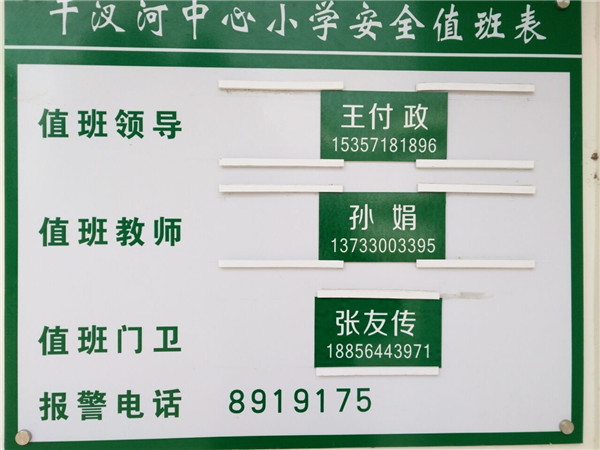 干汊河中心小学安全值班表
值班领导
王付政
15357181896
值班教师
孙娟
13733003395
值班门卫
张友传
18856443971
报警电话 8919175